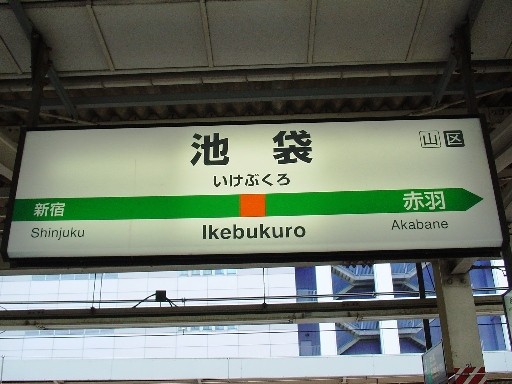 池袋
山 区
いけぶくろ
新宿 赤羽
Shinjuku Ikebukuro Akabane